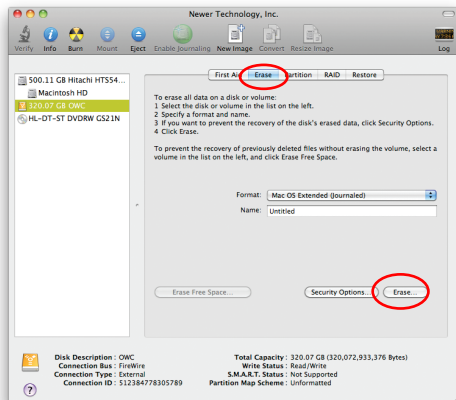 Newer Technology, Inc.
Verify Info Burn Mount Eject Enable Journaling New Image Convert Resize Image Log
500.11 GB Hitachi HTS54...
Macintosh HD
320.07 GB OWC
HL-DT-ST DVDRW GS21N
First Aid Erase Partition RAID Restore
To erase all data on a disk or volume:
1 Select the disk or volume in the list on the left.
2 Specify a format and name.
3 If you want to prevent the recovery of the disk's erased data, click Security Options.
4 Click Erase.
To prevent the recovery of previously deleted files without erasing the volume, select a
volume in the list on the left, and click Erase Free Space.
Format: Mac OS Extended (Journaled)
Name: Untitled
Erase Free Space... Security Options... Erase...
Disk Description : OWC Total Capacity : 320.07 GB (320,072,933,376 Bytes)
Connection Bus : FireWire Write Status : Read/Write
Connection Type : External S.M.A.R.T. Status : Not Supported
Connection ID : 512384778305789 Partition Map Scheme : Unformatted
?